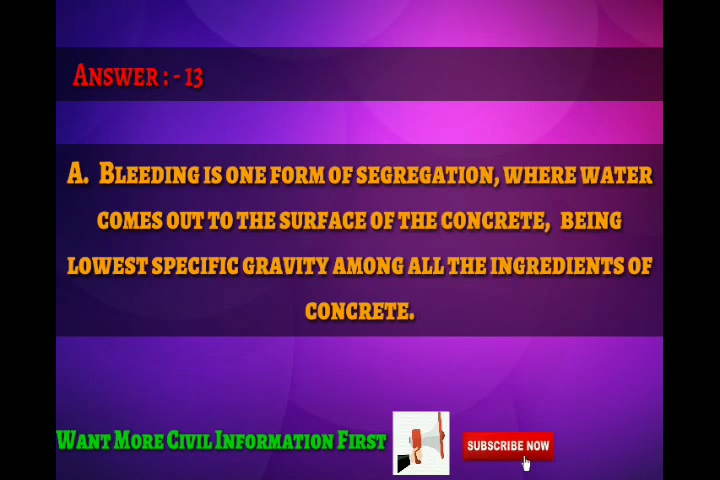 Answer : - 13
A. Bleeding is one form of segregation, where water
comes out to the surface of the concrete, being
lowest specific gravity among all the ingredients of
concrete.
Want More Civil Information First
SUBSCRIBE NOW